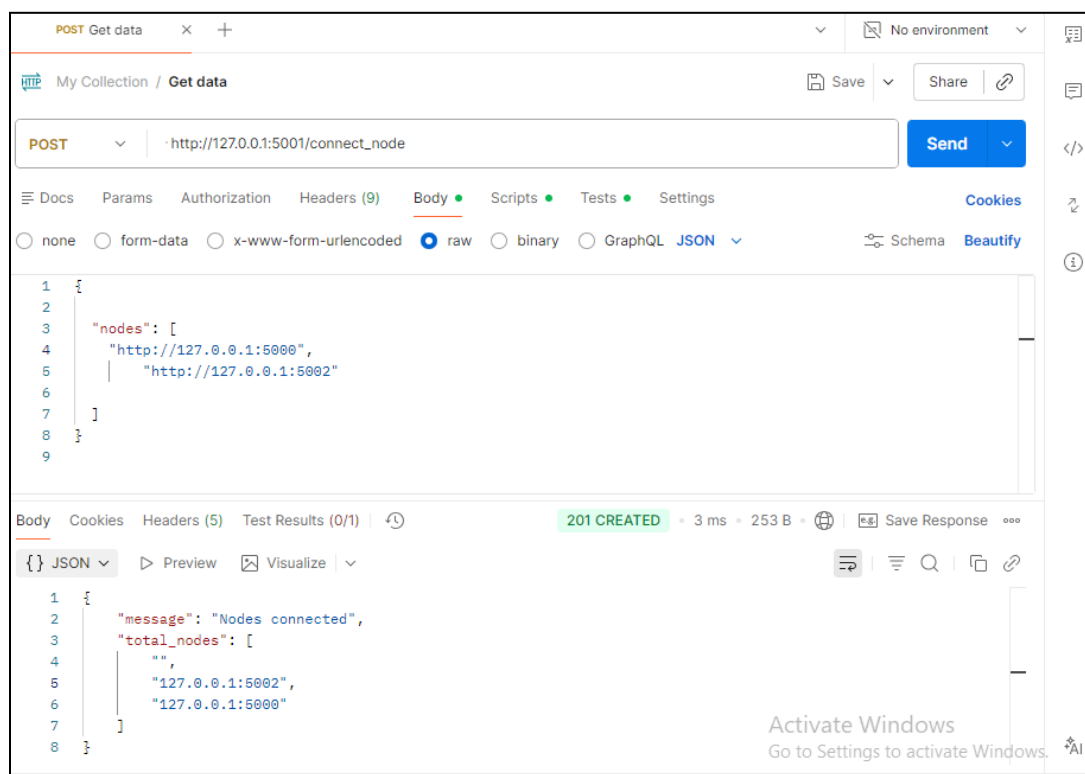 POST Get data
No environment
HTTP My Collection / Get data
Save
Share
POST http://127.0.0.1:5001/connect_node
Send
Docs Params Authorization Headers (9) Body Scripts Tests Settings
Cookies
none form-data x-www-form-urlencoded raw binary GraphQL JSON
Schema Beautify
1 {
2
3 "nodes": [
4 "http://127.0.0.1:5000",
5 "http://127.0.0.1:5002"
6
7 ]
8 }
9
Body Cookies Headers (5) Test Results (0/1)
201 CREATED • 3 ms • 253 B
e.g. Save Response
{} JSON Preview Visualize
1 {
2 "message": "Nodes connected",
3 "total_nodes": [
4 "",
5 "127.0.0.1:5002",
6 "127.0.0.1:5000"
7 ]
8 }
Activate Windows
Go to Settings to activate Windows.
AI